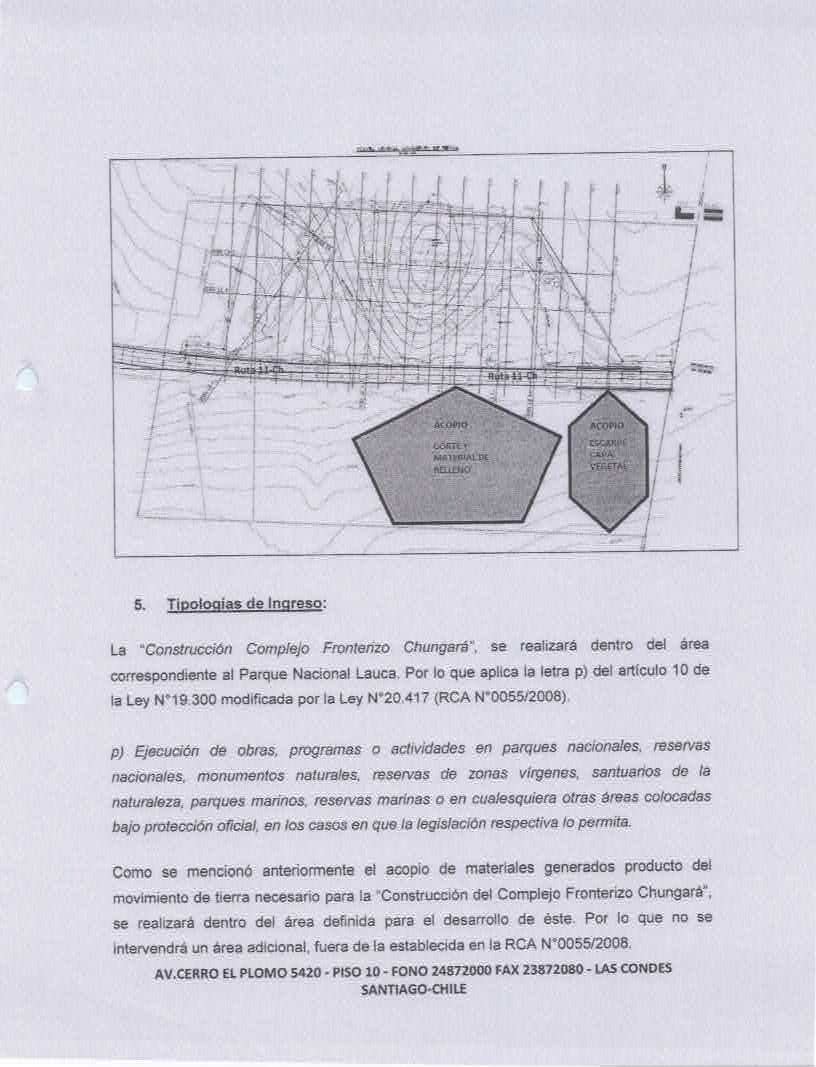 Ruta 11-Ch
Ruta 11-Ch
ACOPIO
CORTE Y
MATERIAL DE
RELLENO
ACOPIO
ESCARPE
CAPA
VEGETAL
5. Tipologías de Ingreso:
La "Construcción Complejo Fronterizo Chungará", se realizará dentro del área
correspondiente al Parque Nacional Lauca. Por lo que aplica la letra p) del artículo 10 de
la Ley N°19.300 modificada por la Ley N°20.417 (RCA N°0055/2008).
p) Ejecución de obras, programas o actividades en parques nacionales, reservas
nacionales, monumentos naturales, reservas de zonas vírgenes, santuarios de la
naturaleza, parques marinos, reservas marinas o en cualesquiera otras áreas colocadas
bajo protección oficial, en los casos en que la legislación respectiva lo permita.
Como se mencionó anteriormente el acopio de materiales generados producto del
movimiento de tierra necesario para la "Construcción del Complejo Fronterizo Chungará",
se realizará dentro del área definida para el desarrollo de éste. Por lo que no se
intervendrá un área adicional, fuera de la establecida en la RCA N°0055/2008.
AV.CERRO EL PLOMO 5420 - PISO 10 - FONO 24872000 FAX 23872080 - LAS CONDES
SANTIAGO-CHILE